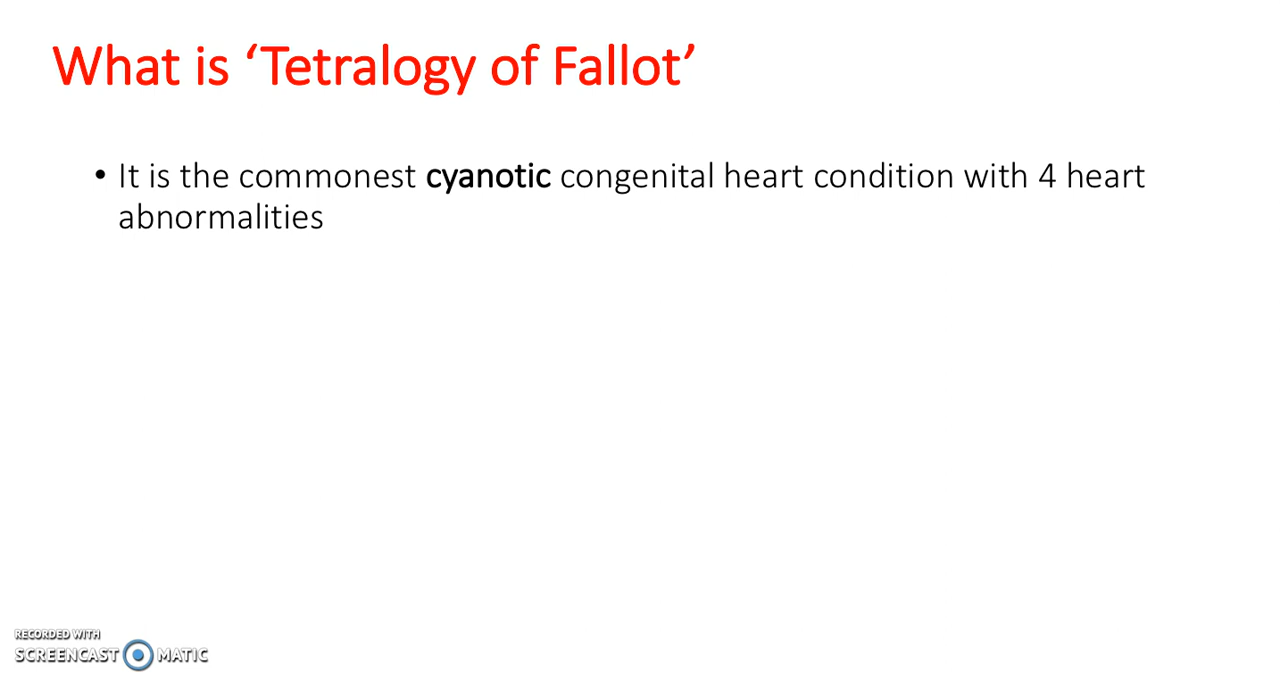 What is ‘Tetralogy of Fallot’
• It is the commonest cyanotic congenital heart condition with 4 heart
abnormalities
RECORDED WITH
SCREENCAST MATIC